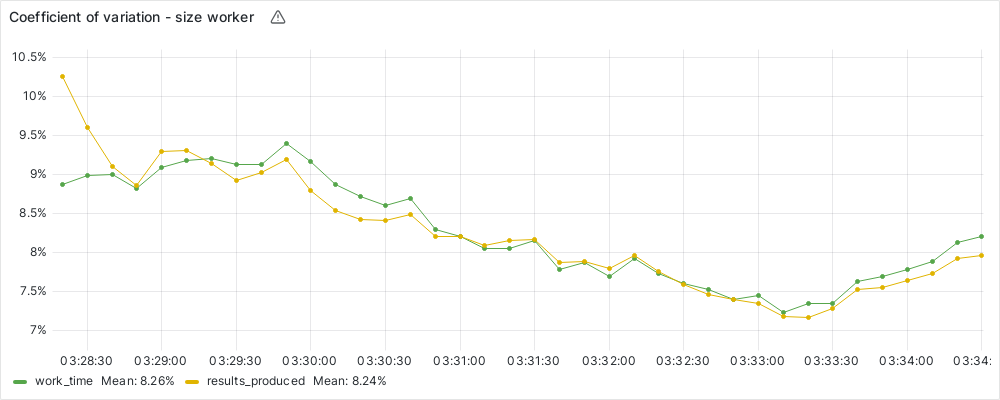 Coefficient of variation - size worker
10.5%
10%
9.5%
9%
8.5%
8%
7.5%
7%
03:28:30 03:29:00 03:29:30 03:30:00 03:30:30 03:31:00 03:31:30 03:32:00 03:32:30 03:33:00 03:33:30 03:34:00 03:34:
work_time Mean: 8.26% results_produced Mean: 8.24%